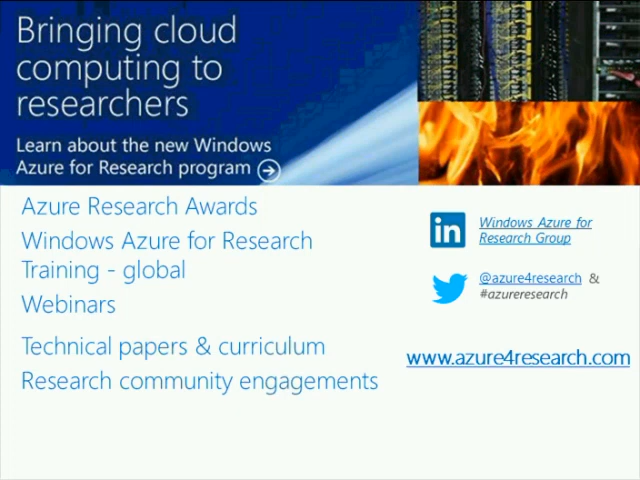 Bringing cloud
computing to
researchers
Learn about the new Windows
Azure for Research program
Azure Research Awards
Windows Azure for Research
Training - global
Webinars
Technical papers & curriculum
Research community engagements
in
Windows Azure for
Research Group
@azure4research &
#azureresearch
www.azure4research.com